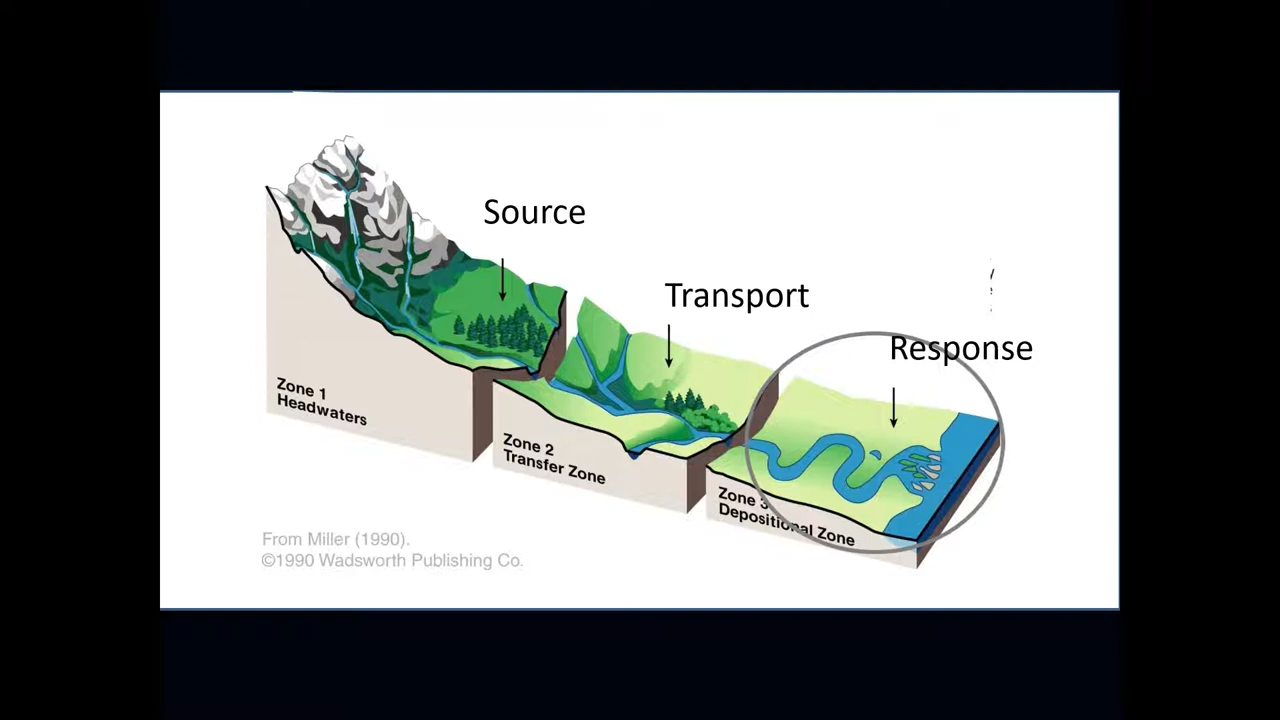 Source
Transport
Response
Zone 1
Headwaters
Zone 2
Transfer Zone
Zone 3
Depositional Zone
From Miller (1990).
©1990 Wadsworth Publishing Co.